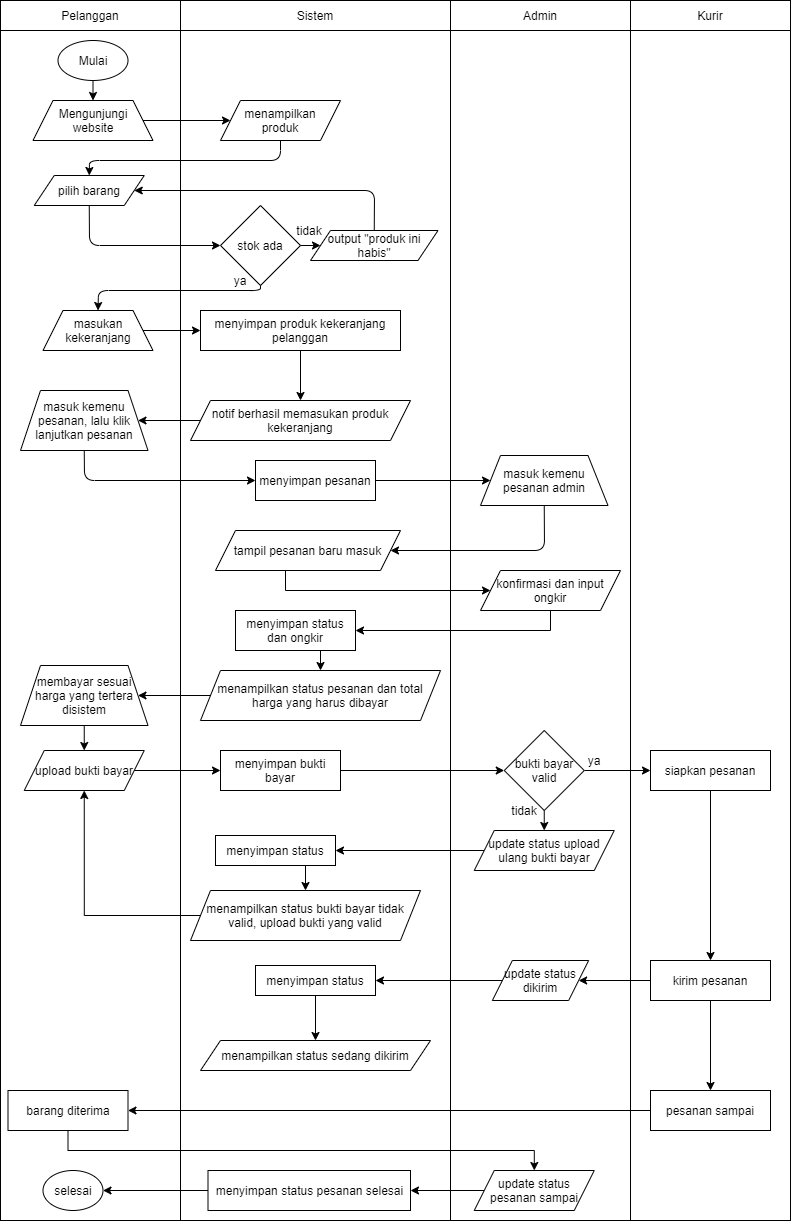 Pelanggan
Sistem
Admin
Kurir
Mulai
Mengunjungi
website
menampilkan
produk
pilih barang
stok ada
tidak
output "produk ini
habis"
ya
masukan
kekeranjang
menyimpan produk kekeranjang
pelanggan
masuk kemenu
pesanan, lalu klik
lanjutkan pesanan
notif berhasil memasukan produk
kekeranjang
menyimpan pesanan
masuk kemenu
pesanan admin
tampil pesanan baru masuk
konfirmasi dan input
ongkir
menyimpan status
dan ongkir
membayar sesuai
harga yang tertera
disistem
menampilkan status pesanan dan total
harga yang harus dibayar
upload bukti bayar
menyimpan bukti
bayar
bukti bayar
valid
ya
siapkan pesanan
tidak
menyimpan status
update status upload
ulang bukti bayar
menampilkan status bukti bayar tidak
valid, upload bukti yang valid
menyimpan status
update status
dikirim
kirim pesanan
menampilkan status sedang dikirim
barang diterima
pesanan sampai
selesai
menyimpan status pesanan selesai
update status
pesanan sampai